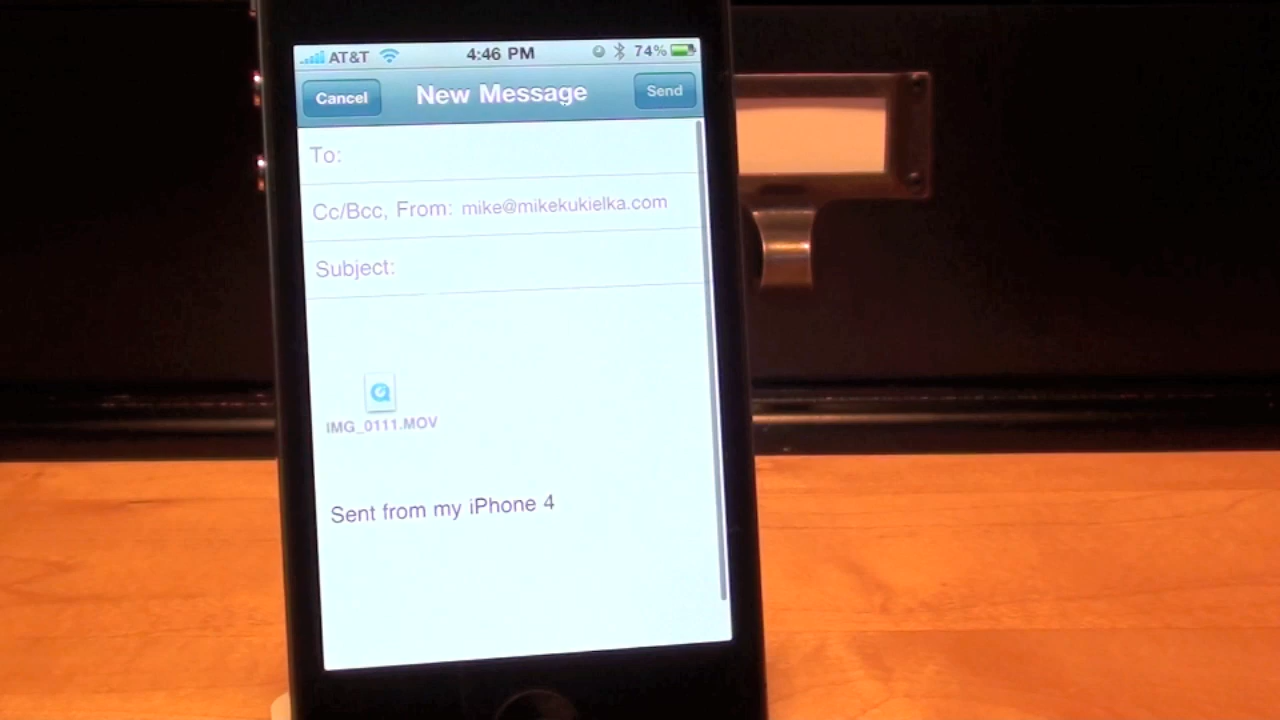 AT&T 4:46 PM 74%
Cancel New Message Send
To:
Cc/Bcc, From: mike@mikekukielka.com
Subject:
IMG_0111.MOV
Sent from my iPhone 4